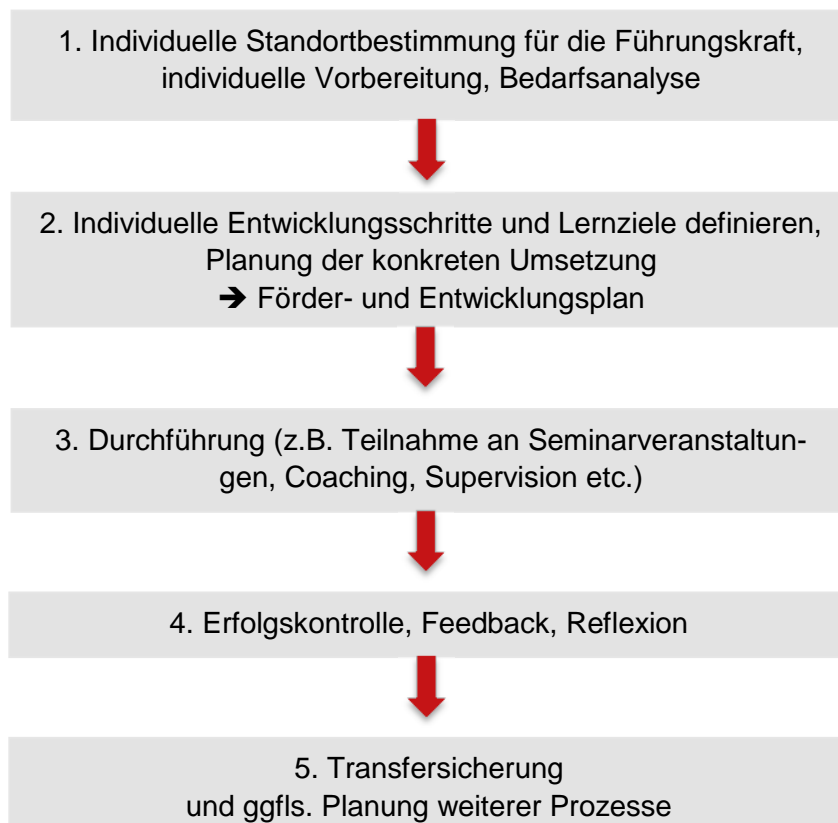 1. Individuelle Standortbestimmung für die Führungskraft,
individuelle Vorbereitung, Bedarfsanalyse
2. Individuelle Entwicklungsschritte und Lernziele definieren,
Planung der konkreten Umsetzung
➔ Förder- und Entwicklungsplan
3. Durchführung (z.B. Teilnahme an Seminarveranstaltun-
gen, Coaching, Supervision etc.)
4. Erfolgskontrolle, Feedback, Reflexion
5. Transfersicherung
und ggfls. Planung weiterer Prozesse